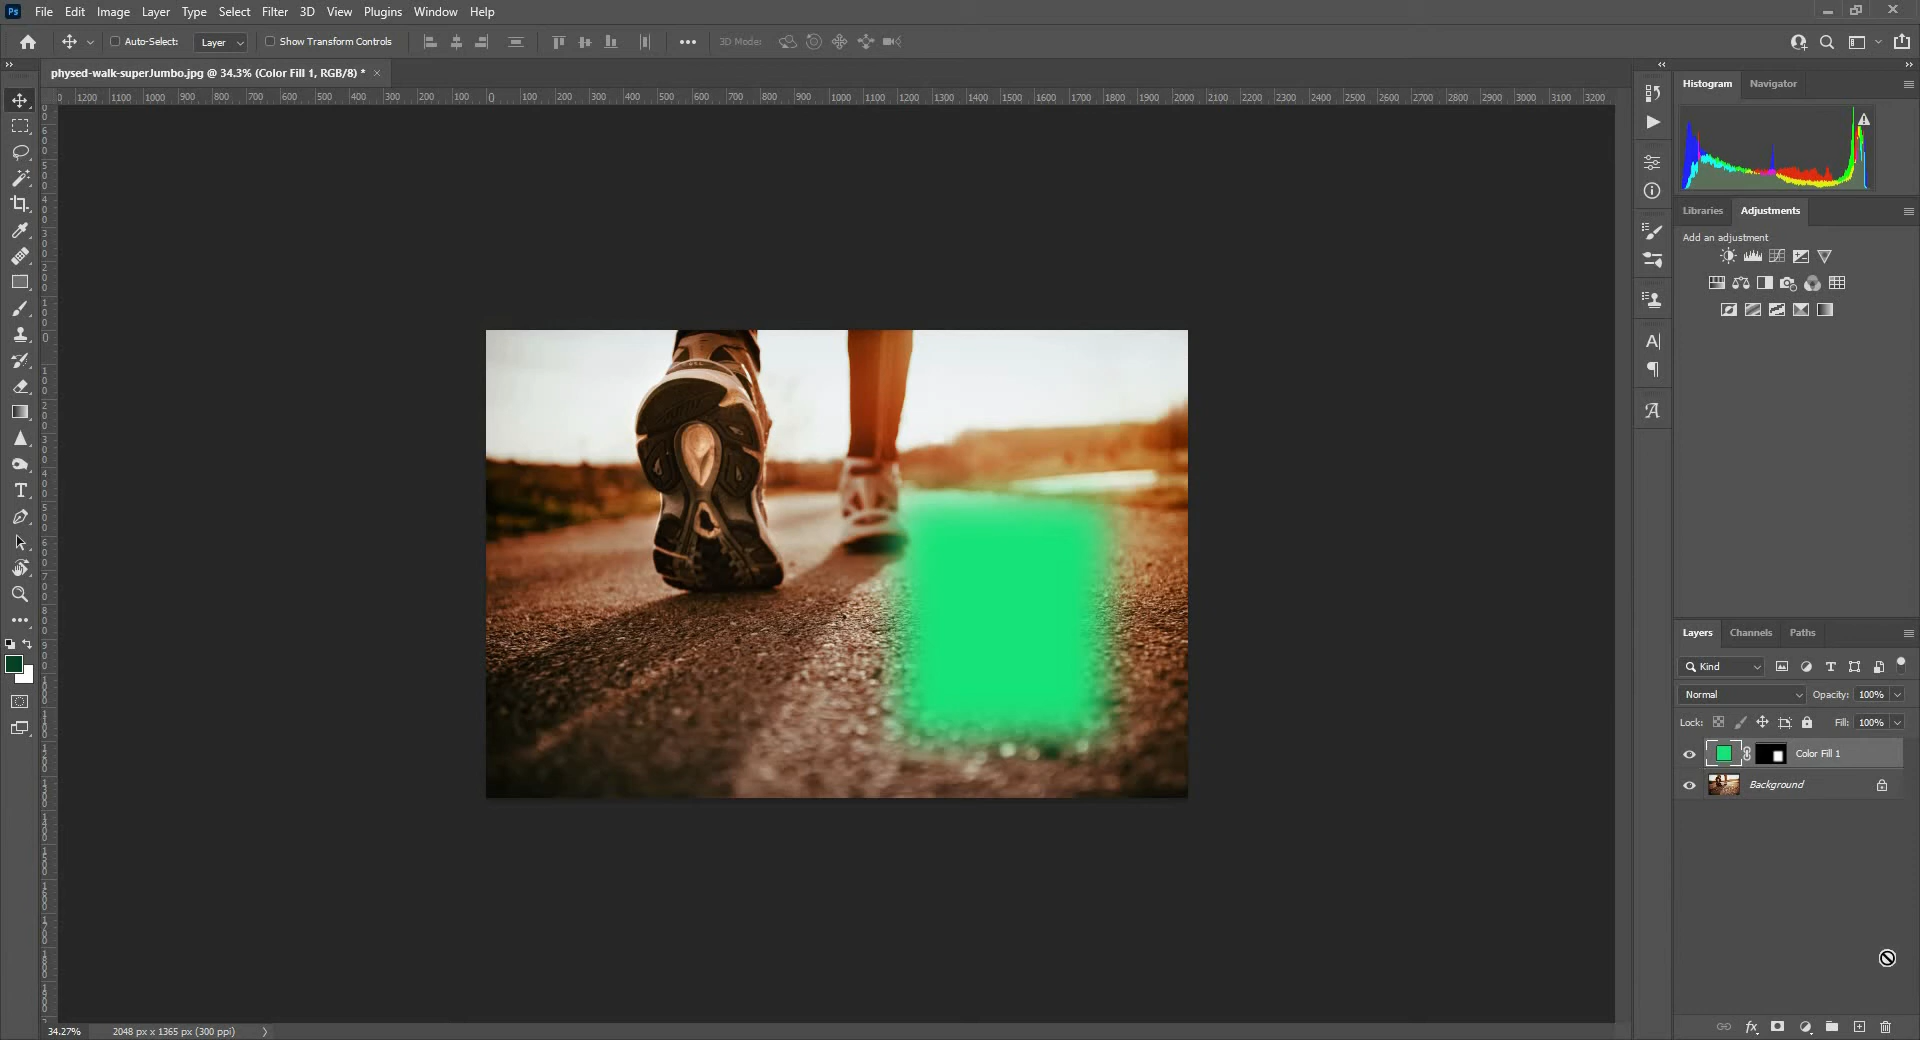 Ps File Edit Image Layer Type Select Filter 3D View Plugins Window Help
Auto-Select: Layer Show Transform Controls 3D Mode:
physed-walk-superJumbo.jpg @ 34.3% (Color Fill 1, RGB/8) *
1200 1100 1000 900 800 700 600 500 400 300 200 100 0 100 200 300 400 500 600 700 800 900 1000 1100 1200 1300 1400 1500 1600 1700 1800 1900 2000 2100 2200 2300 2400 2500 2600 2700 2800 2900 3000 3100 3200
Histogram Navigator
Libraries Adjustments
Add an adjustment
Layers Channels Paths
Kind
Normal Opacity: 100%
Lock: Fill: 100%
Color Fill 1
Background
fx
34.27% 2048 px x 1365 px (300 ppi)